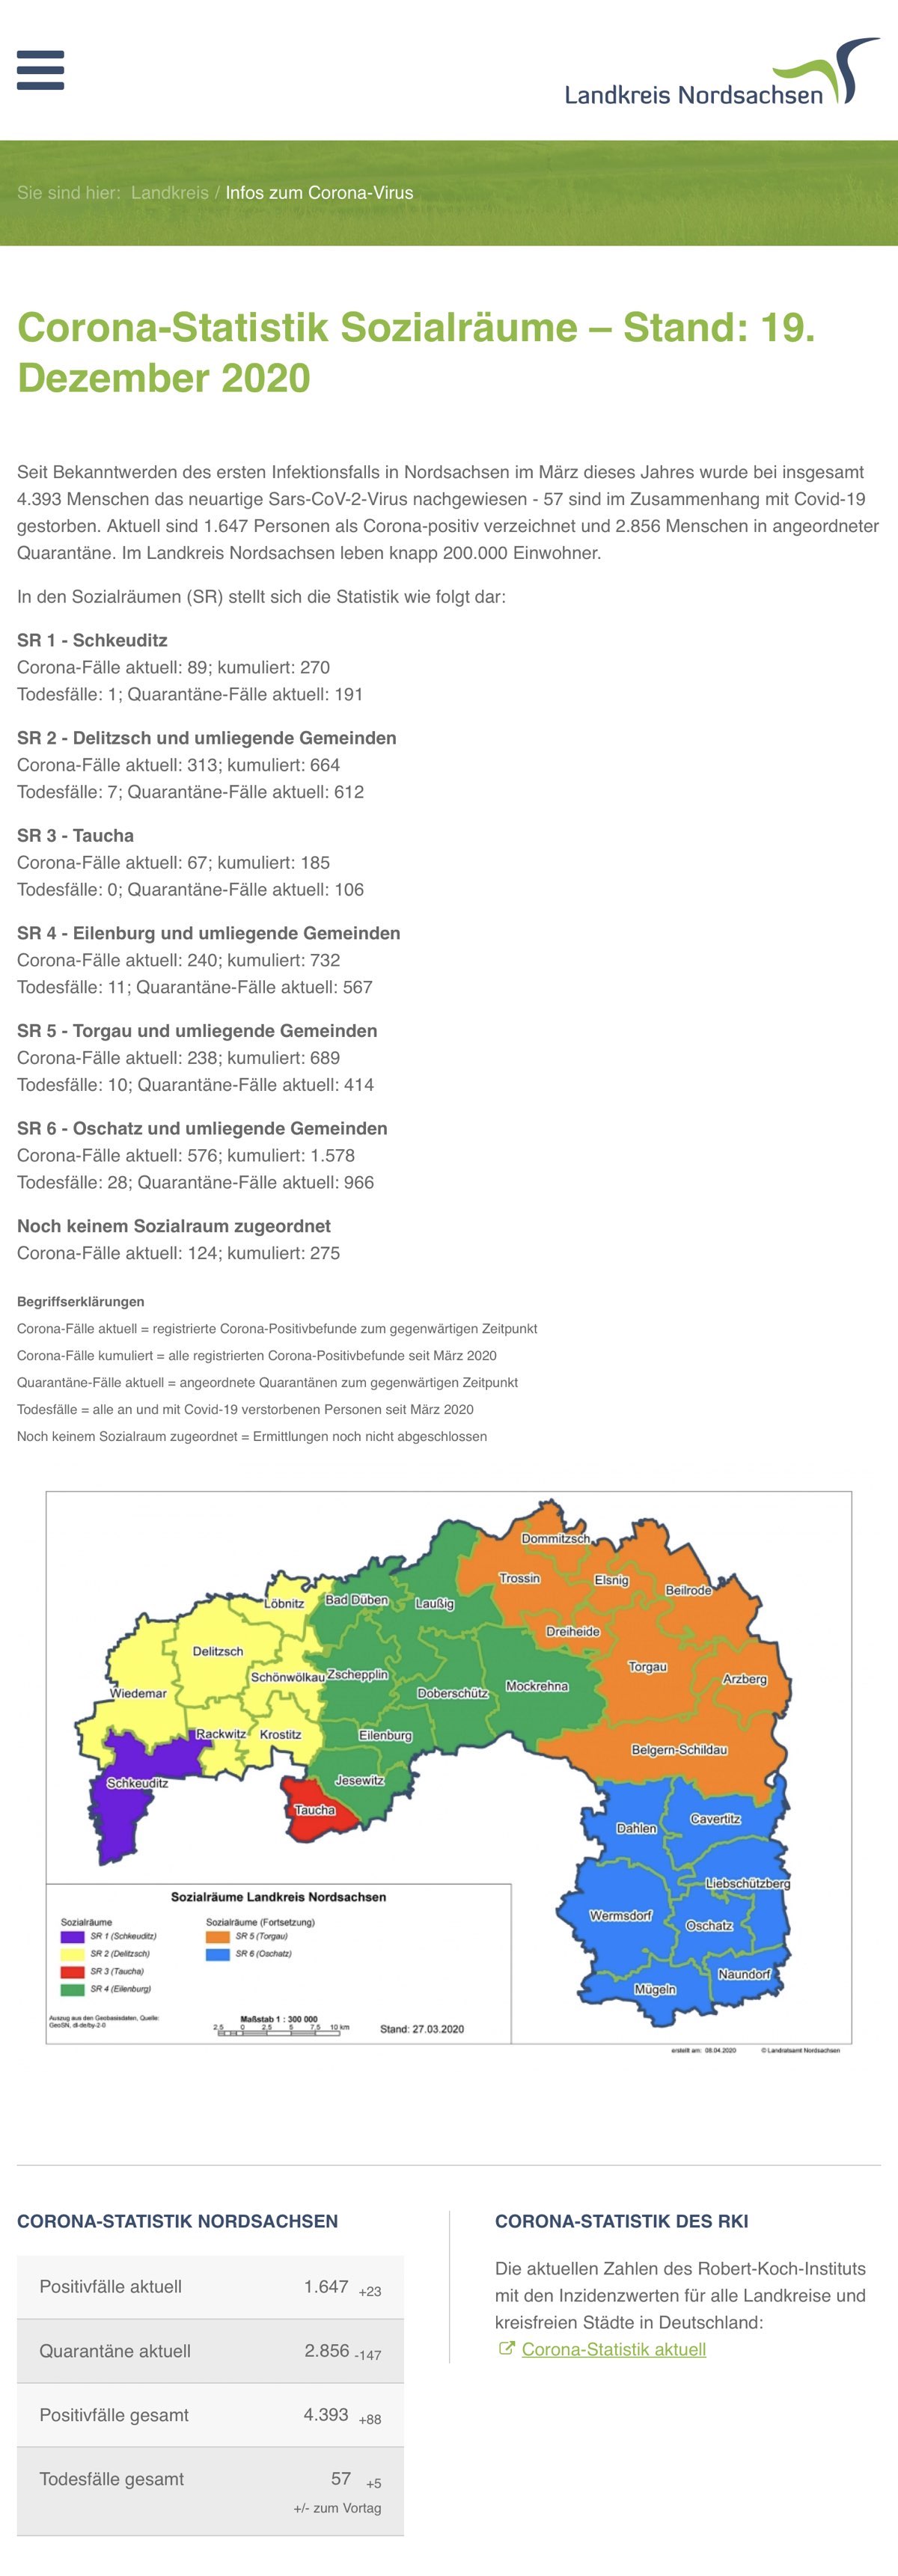 Landkreis Nordsachsen
Sie sind hier: Landkreis / Infos zum Corona-Virus
Corona-Statistik Sozialräume – Stand: 19.
Dezember 2020
Seit Bekanntwerden des ersten Infektionsfalls in Nordsachsen im März dieses Jahres wurde bei insgesamt
4.393 Menschen das neuartige Sars-CoV-2-Virus nachgewiesen - 57 sind im Zusammenhang mit Covid-19
gestorben. Aktuell sind 1.647 Personen als Corona-positiv verzeichnet und 2.856 Menschen in angeordneter
Quarantäne. Im Landkreis Nordsachsen leben knapp 200.000 Einwohner.
In den Sozialräumen (SR) stellt sich die Statistik wie folgt dar:
SR 1 - Schkeuditz
Corona-Fälle aktuell: 89; kumuliert: 270
Todesfälle: 1; Quarantäne-Fälle aktuell: 191
SR 2 - Delitzsch und umliegende Gemeinden
Corona-Fälle aktuell: 313; kumuliert: 664
Todesfälle: 7; Quarantäne-Fälle aktuell: 612
SR 3 - Taucha
Corona-Fälle aktuell: 67; kumuliert: 185
Todesfälle: 0; Quarantäne-Fälle aktuell: 106
SR 4 - Eilenburg und umliegende Gemeinden
Corona-Fälle aktuell: 240; kumuliert: 732
Todesfälle: 11; Quarantäne-Fälle aktuell: 567
SR 5 - Torgau und umliegende Gemeinden
Corona-Fälle aktuell: 238; kumuliert: 689
Todesfälle: 10; Quarantäne-Fälle aktuell: 414
SR 6 - Oschatz und umliegende Gemeinden
Corona-Fälle aktuell: 576; kumuliert: 1.578
Todesfälle: 28; Quarantäne-Fälle aktuell: 966
Noch keinem Sozialraum zugeordnet
Corona-Fälle aktuell: 124; kumuliert: 275
Begriffserklärungen
Corona-Fälle aktuell = registrierte Corona-Positivbefunde zum gegenwärtigen Zeitpunkt
Corona-Fälle kumuliert = alle registrierten Corona-Positivbefunde seit März 2020
Quarantäne-Fälle aktuell = angeordnete Quarantänen zum gegenwärtigen Zeitpunkt
Todesfälle = alle an und mit Covid-19 verstorbenen Personen seit März 2020
Noch keinem Sozialraum zugeordnet = Ermittlungen noch nicht abgeschlossen
Dommitzsch
Trossin
Elsnig
Beilrode
Löbnitz
Bad Düben
Laußig
Dreiheide
Delitzsch
Torgau
Schönwölkau
Zschepplin
Arzberg
Wiedemar
Doberschütz
Mockrehna
Rackwitz
Krostitz
Eilenburg
Belgern-Schildau
Schkeuditz
Jesewitz
Taucha
Cavertitz
Dahlen
Liebschützberg
Wermsdorf
Oschatz
Naundorf
Mügeln
Sozialräume Landkreis Nordsachsen
Sozialräume
SR 1 (Schkeuditz)
SR 2 (Delitzsch)
SR 3 (Taucha)
SR 4 (Eilenburg)
Sozialräume (Fortsetzung)
SR 5 (Torgau)
SR 6 (Oschatz)
Auszug aus den Geobasisdaten, Quelle:
GeoSN, dl-de/by-2-0
Maßstab 1 : 300 000
2,5 0 2,5 5 7,5 10 km
Stand: 27.03.2020
erstellt am: 08.04.2020 © Landratsamt Nordsachsen
CORONA-STATISTIK NORDSACHSEN
Positivfälle aktuell 1.647 +23
Quarantäne aktuell 2.856 -147
Positivfälle gesamt 4.393 +88
Todesfälle gesamt 57 +5
+/- zum Vortag
CORONA-STATISTIK DES RKI
Die aktuellen Zahlen des Robert-Koch-Instituts
mit den Inzidenzwerten für alle Landkreise und
kreisfreien Städte in Deutschland:
Corona-Statistik aktuell